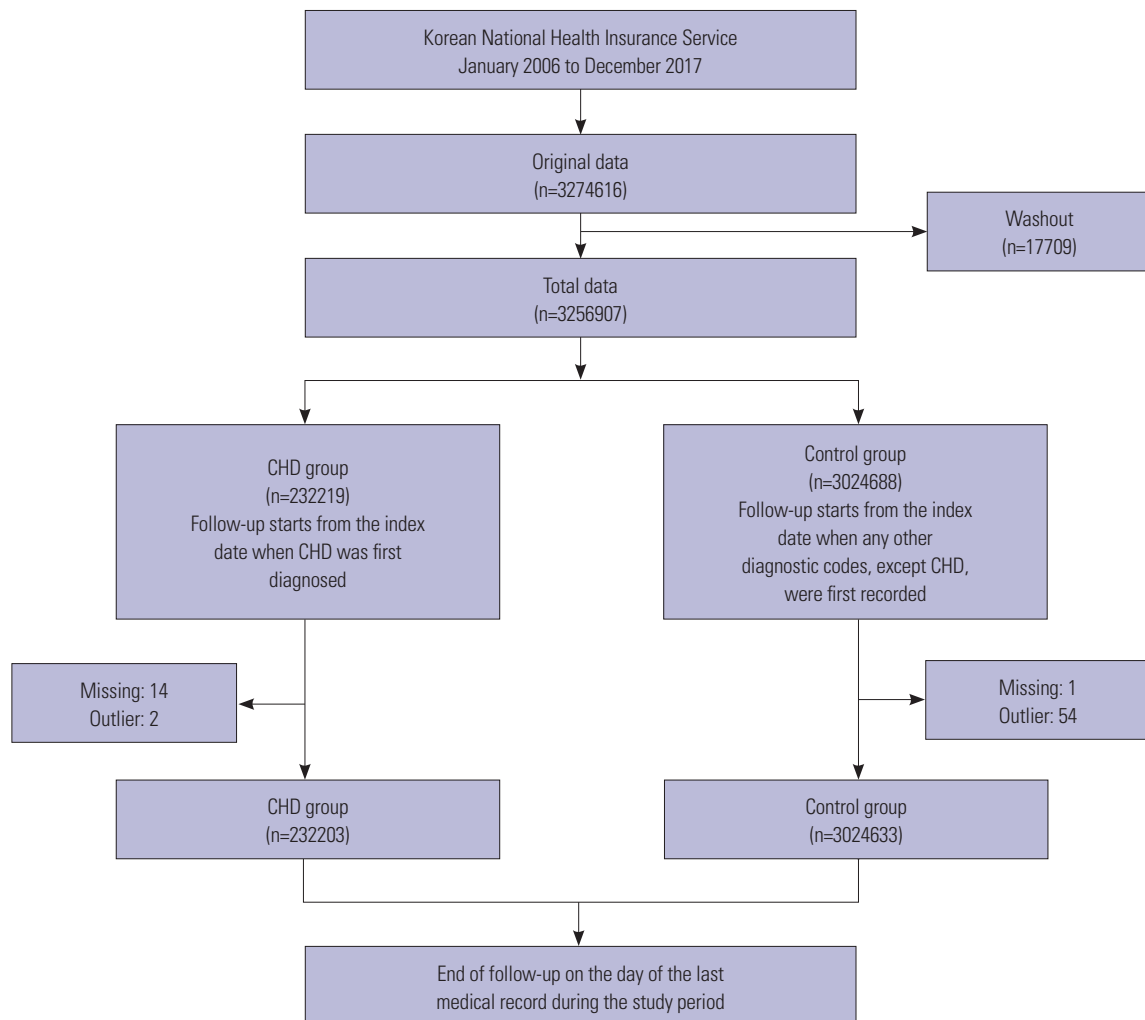 Korean National Health Insurance Service
January 2006 to December 2017
Original data
(n=3274616)
Washout
(n=17709)
Total data
(n=3256907)
CHD group
(n=232219)
Follow-up starts from the index
date when CHD was first
diagnosed
Control group
(n=3024688)
Follow-up starts from the index
date when any other
diagnostic codes, except CHD,
were first recorded
Missing: 14
Outlier: 2
Missing: 1
Outlier: 54
CHD group
(n=232203)
Control group
(n=3024633)
End of follow-up on the day of the last
medical record during the study period